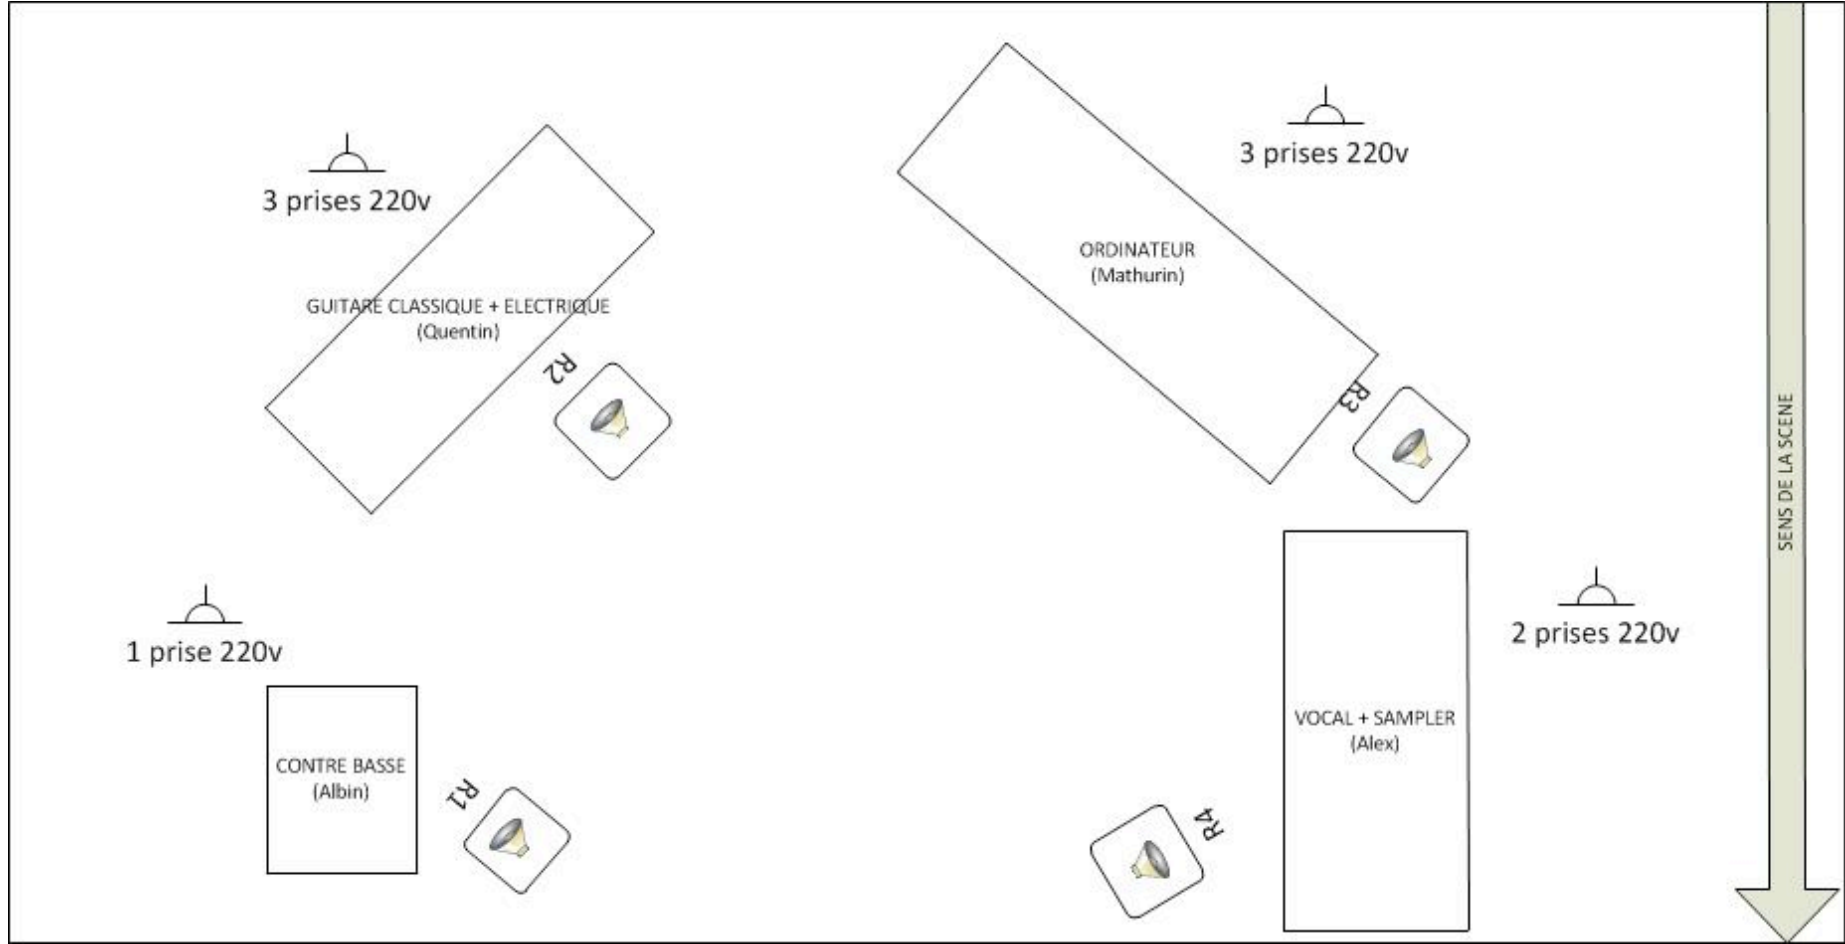 3 prises 220v
3 prises 220v
ORDINATEUR
(Mathurin)
GUITARE CLASSIQUE + ELECTRIQUE
(Quentin)
R2
R3
SENS DE LA SCENE
1 prise 220v
2 prises 220v
VOCAL + SAMPLER
(Alex)
CONTRE BASSE
(Albin)
R1
R4